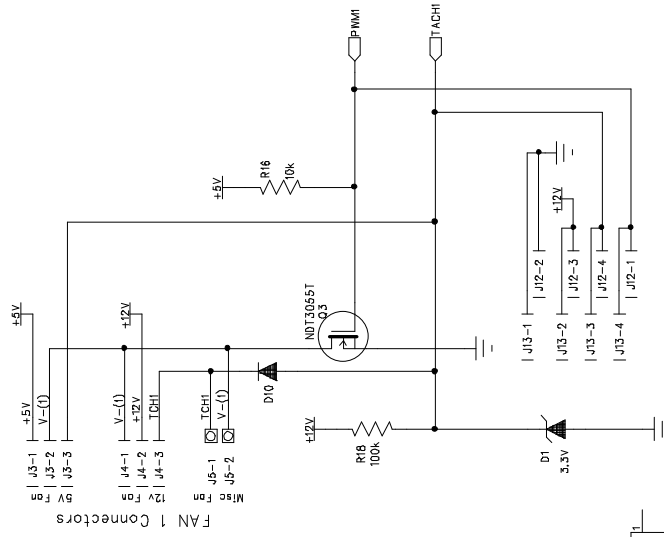 PWM1
TACH1
R16
10k
+5V
+12V
NDT3055T
Q3
J13-1
J12-2
J13-2
J12-3
J13-3
J12-4
J13-4
J12-1
+5V
+12V
+5V
V-(1)
V-(1)
+12V
TCH1
TCH1
V-(1)
D10
+12V
R18
100k
D1
3.3V
J3-1
J3-2
J3-3
J4-1
J4-2
J4-3
J5-1
J5-2
5V Fan
12v Fan
Misc Fan
FAN 1 Connectors
1